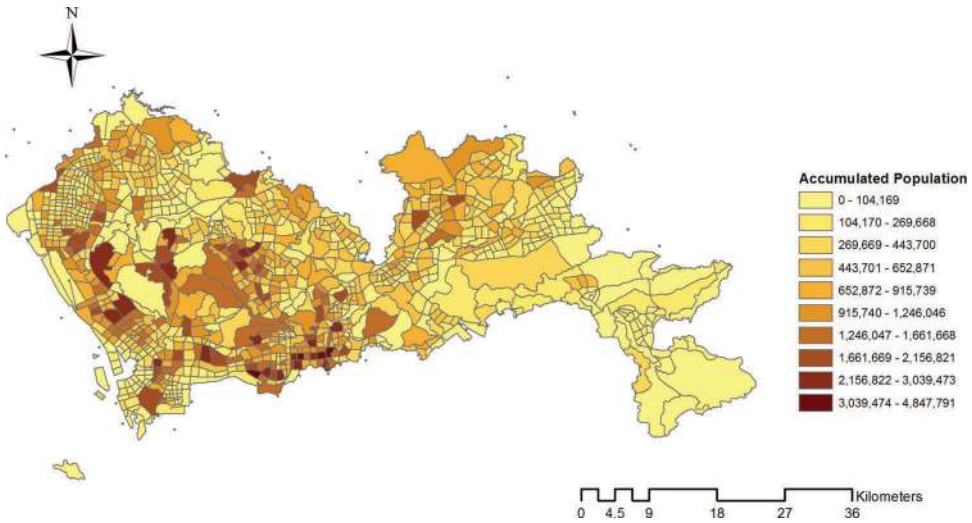 N
Accumulated Population
0 - 104,169
104,170 - 269,668
269,669 - 443,700
443,701 - 652,871
652,872 - 915,739
915,740 - 1,246,046
1,246,047 - 1,661,668
1,661,669 - 2,156,821
2,156,822 - 3,039,473
3,039,474 - 4,847,791
Kilometers
0 4.5 9 18 27 36